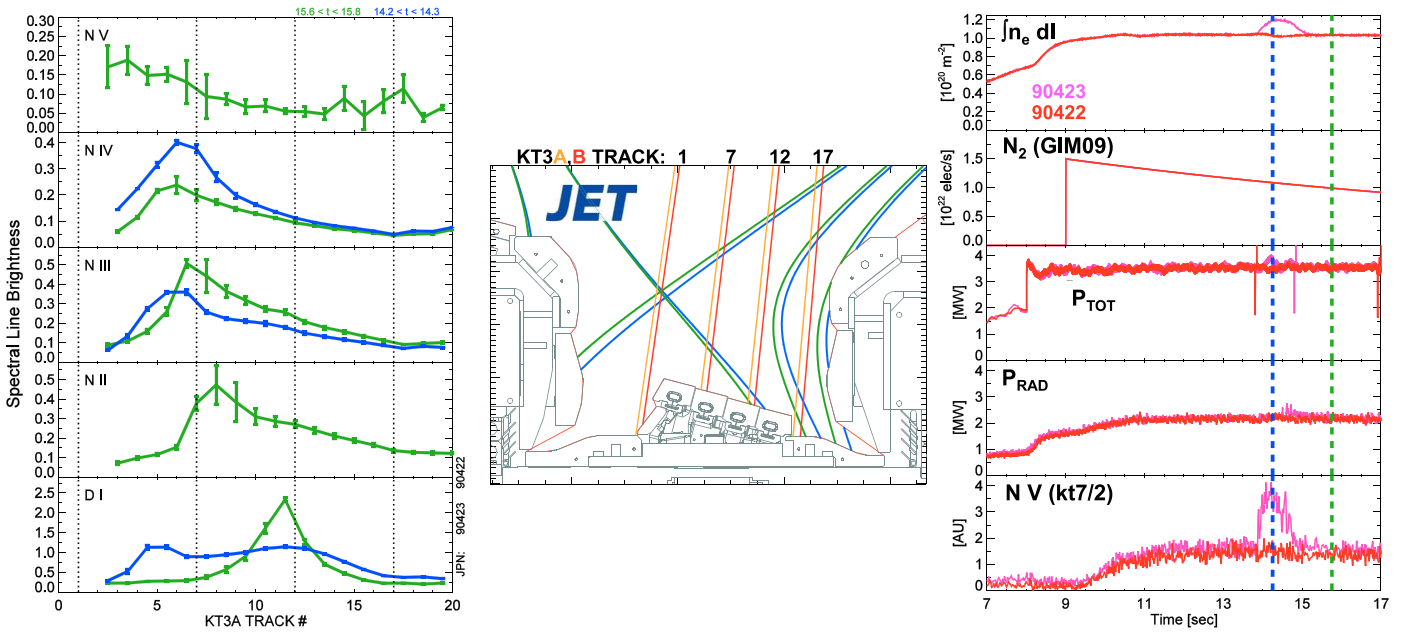 15.6 < t < 15.8 14.2 < t < 14.3
Spectral Line Brightness
N V
0.30
0.25
0.20
0.15
0.10
0.05
0.00
N IV
0.4
0.3
0.2
0.1
0.0
N III
0.5
0.4
0.3
0.2
0.1
0.0
N II
0.5
0.4
0.3
0.2
0.1
0.0
D I
2.5
2.0
1.5
1.0
0.5
0.0
0 5 10 15 20
KT3A TRACK #
JPN: 90423 90422
KT3A,B TRACK: 1 7 12 17
JET
∫nₑ dl
[10²⁰ m⁻²]
1.2
1.0
0.8
0.6
0.4
0.2
0.0
90423
90422
N₂ (GIM09)
[10²² elec/s]
1.5
1.0
0.5
0.0
P_TOT
[MW]
4
3
2
1
0
P_RAD
[MW]
4
3
2
1
0
N V (kt7/2)
[AU]
4
3
2
1
0
7 9 11 13 15 17
Time [sec]